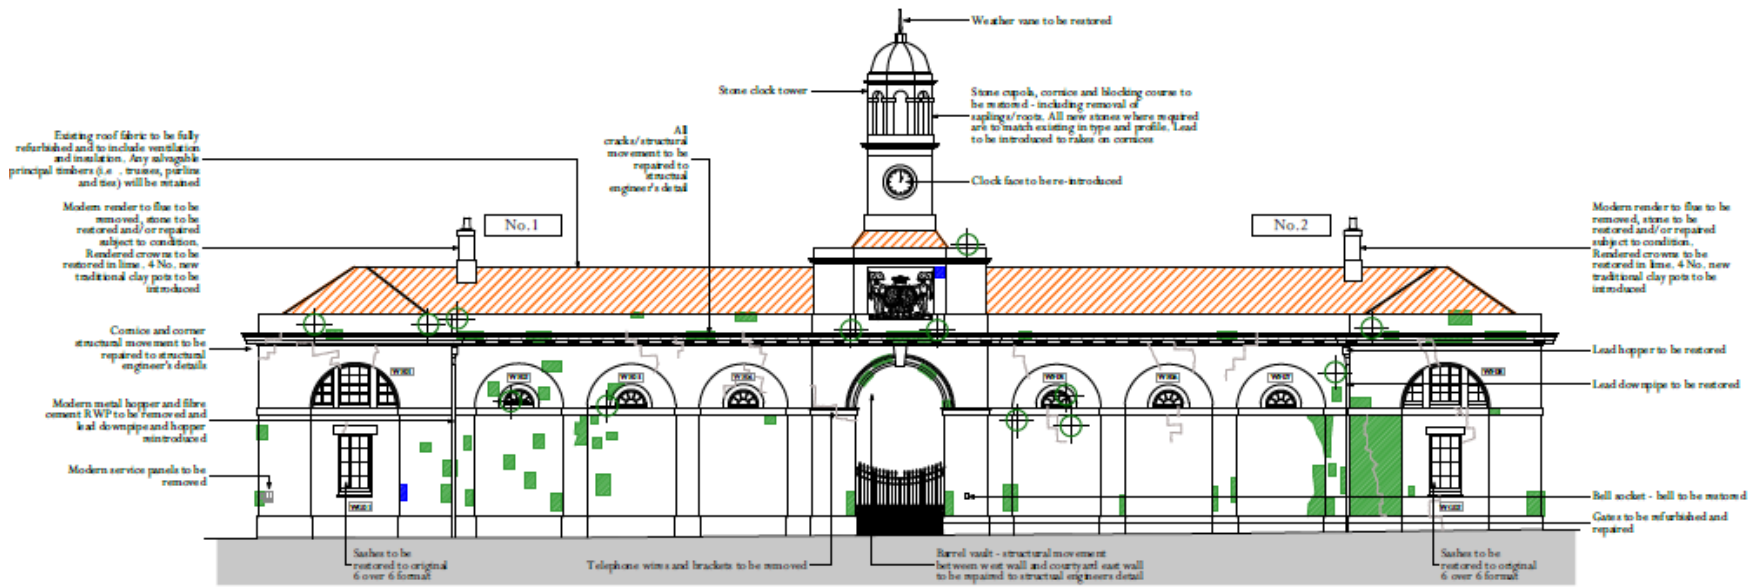 Weather vane to be restored
Stone clock tower
Stone cupola, cornice and blocking course to
be restored - including removal of
saplings/roots. All new stones where required
are to match existing in type and profile. Lead
to be introduced to rakes on cornices
Clock face to be re-introduced
All
cracks/structural
movement to be
repaired to
structual
engineer's detail
Existing roof fabric to be fully
refurbished and to include ventilation
and insulation. Any salvagable
principal timbers (i.e . trusses, purlins
and ties) will be retained
Modern render to flue to be
removed, stone to be
restored and/or repaired
subject to condition.
Rendered crowns to be
restored in lime. 4 No. new
traditional clay pots to be
introduced
No.1
No.2
Modern render to flue to be
removed, stone to be
restored and/or repaired
subject to condition.
Rendered crowns to be
restored in lime. 4 No. new
traditional clay pots to be
introduced
Cornice and corner
structural movement to be
repaired to structural
engineer's details
Modern metal hopper and fibre
cement RWP to be removed and
lead downpipe and hopper
reintroduced
Modern service panels to be
removed
Lead hopper to be restored
Lead downpipe to be restored
Bell socket - bell to be restored
Gates to be refurbished and
repaired
Sashes to be
restored to original
6 over 6 format
Telephone wires and brackets to be removed
Barrel vault - structural movement
between west wall and courtyard east wall
to be repaired to structual engineers detail
Sashes to be
restored to original
6 over 6 format